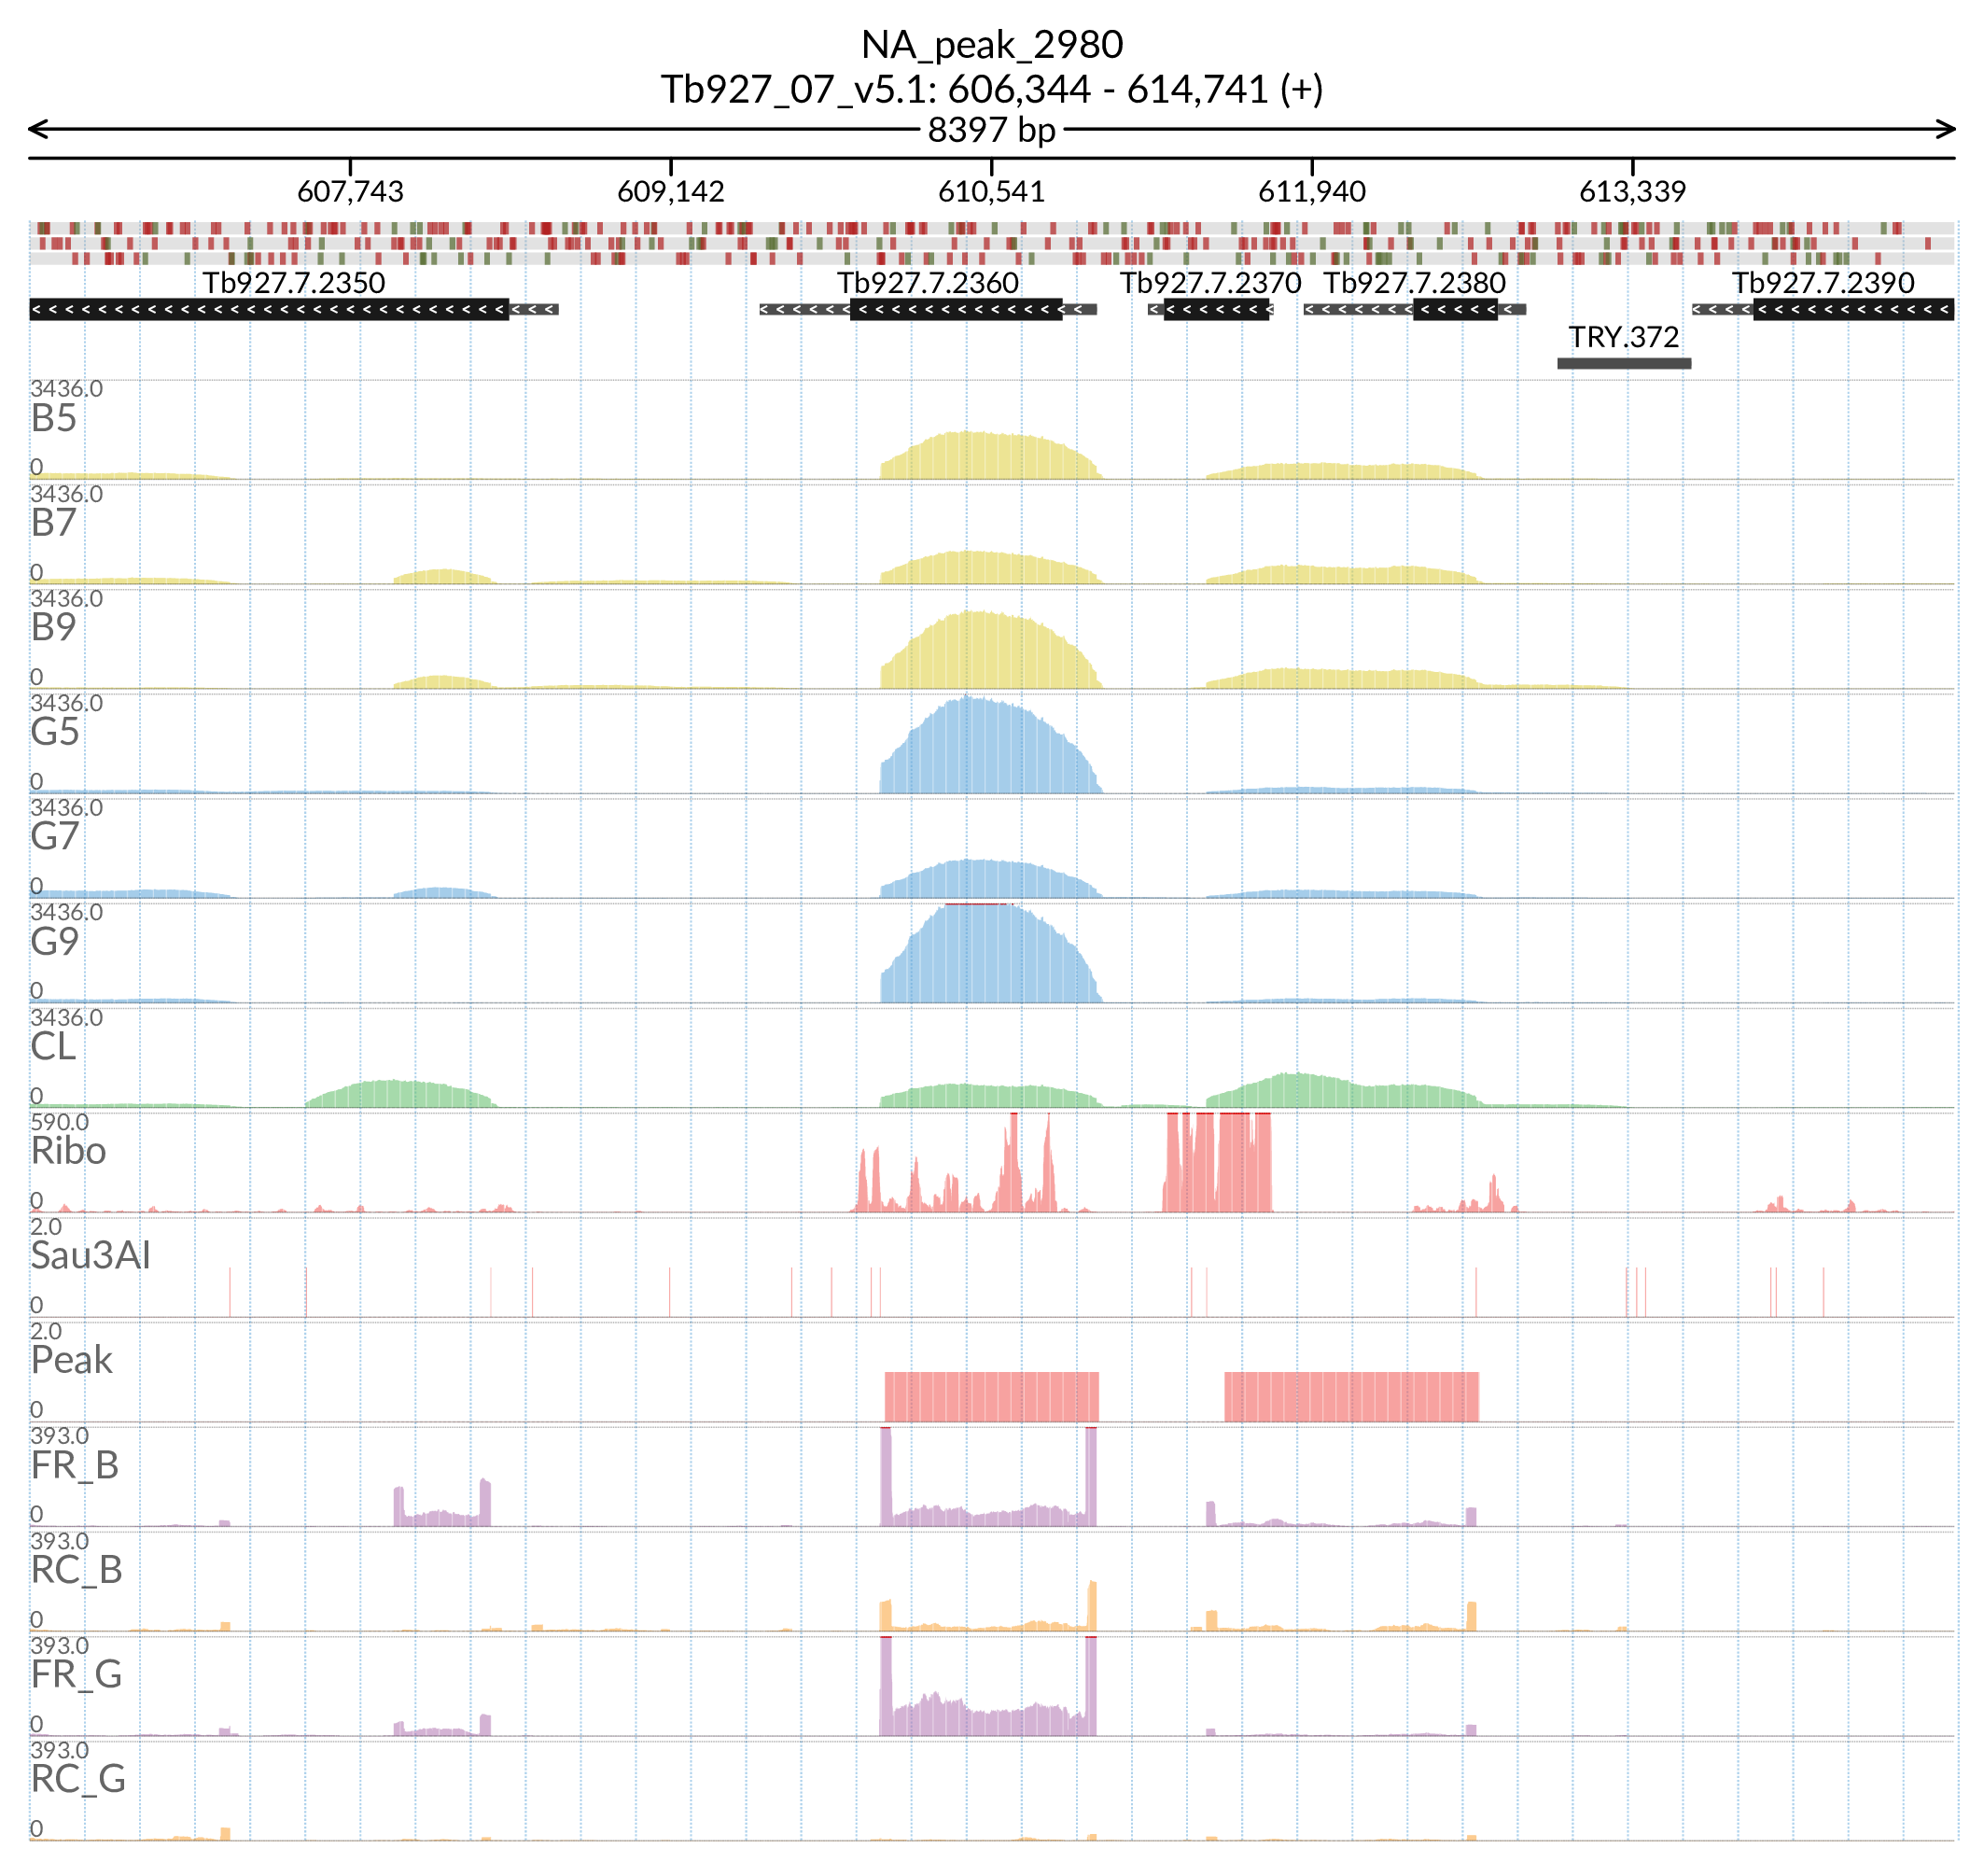 NA_peak_2980
Tb927_07_v5.1: 606,344 - 614,741 (+)
8397 bp
607,743 609,142 610,541 611,940 613,339
Tb927.7.2350 Tb927.7.2360 Tb927.7.2370 Tb927.7.2380 Tb927.7.2390
TRY.372
3436.0
B5
0
3436.0
B7
0
3436.0
B9
0
3436.0
G5
0
3436.0
G7
0
3436.0
G9
0
3436.0
CL
0
590.0
Ribo
0
2.0
Sau3AI
0
2.0
Peak
0
393.0
FR_B
0
393.0
RC_B
0
393.0
FR_G
0
393.0
RC_G
0